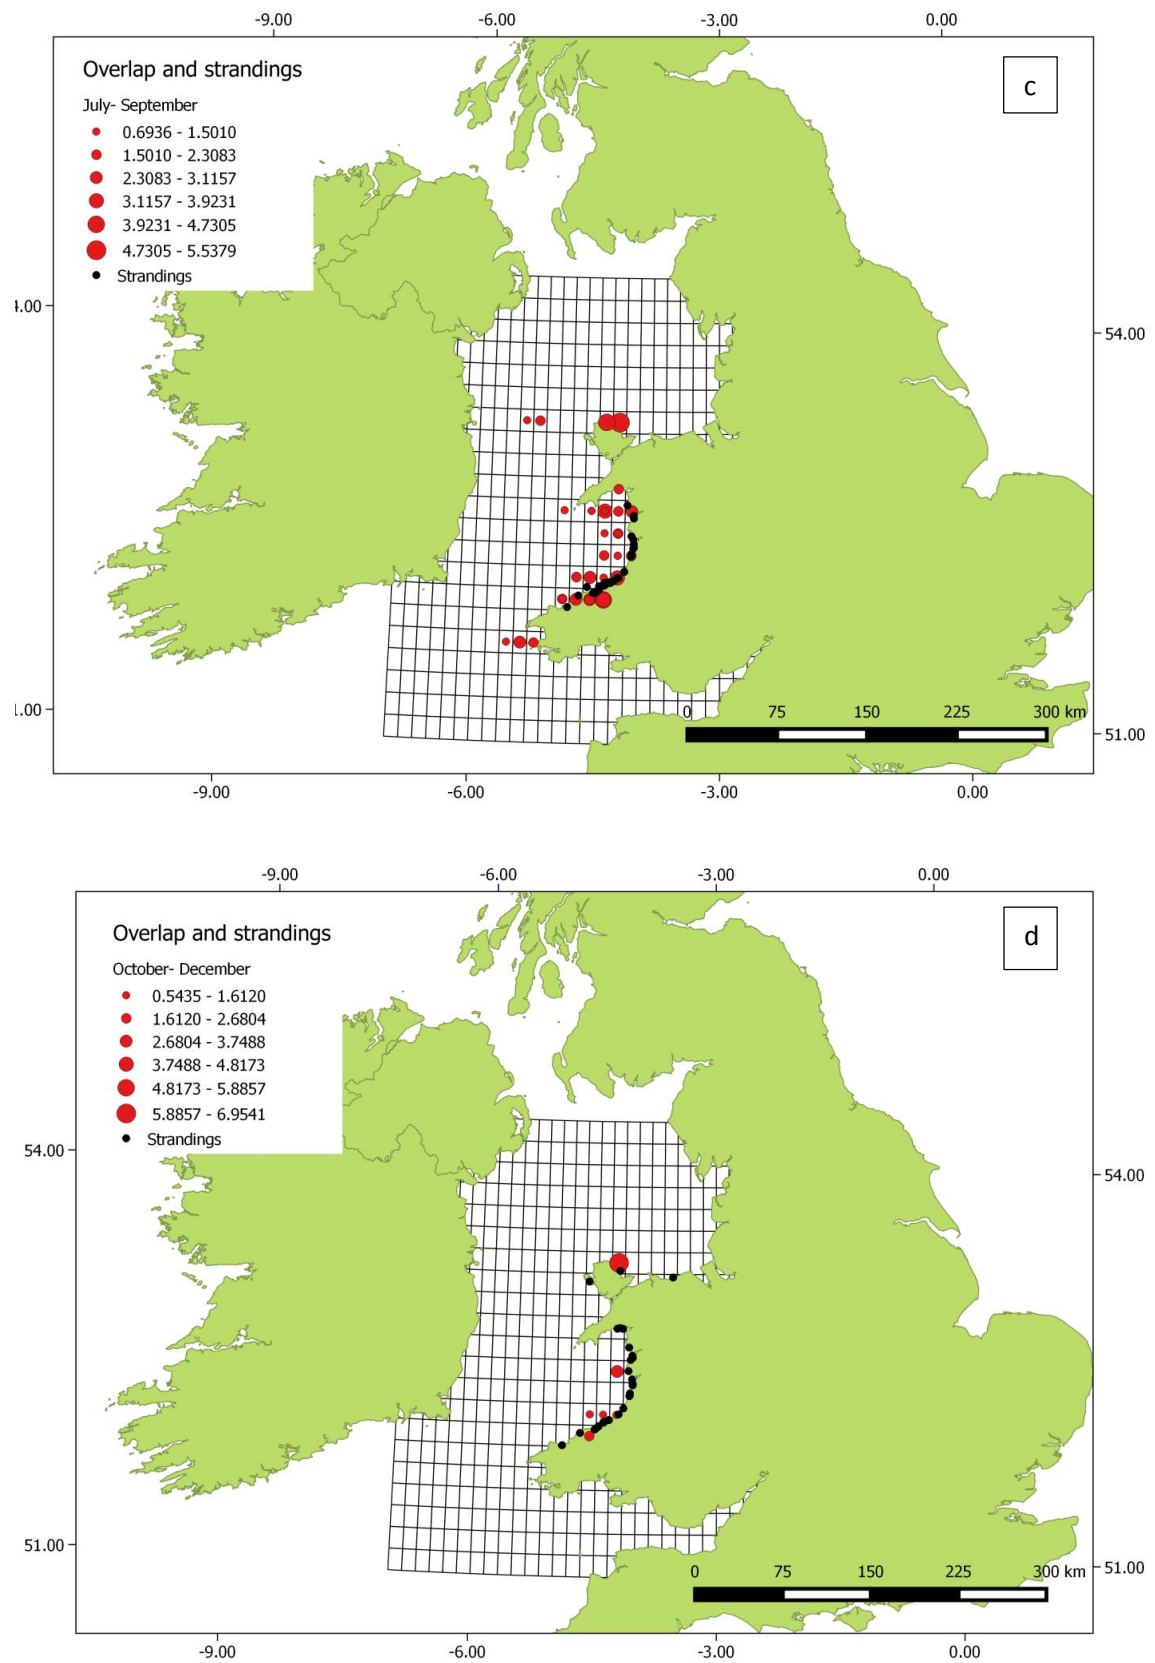 -9.00 -6.00 -3.00 0.00
Overlap and strandings
c
July- September
0.6936 - 1.5010
1.5010 - 2.3083
2.3083 - 3.1157
3.1157 - 3.9231
3.9231 - 4.7305
4.7305 - 5.5379
Strandings
4.00
54.00
0 75 150 225 300 km
1.00
51.00
-9.00 -6.00 -3.00 0.00
-9.00 -6.00 -3.00 0.00
Overlap and strandings
d
October- December
0.5435 - 1.6120
1.6120 - 2.6804
2.6804 - 3.7488
3.7488 - 4.8173
4.8173 - 5.8857
5.8857 - 6.9541
Strandings
54.00
54.00
51.00
0 75 150 225 300 km
51.00
-9.00 -6.00 -3.00 0.00